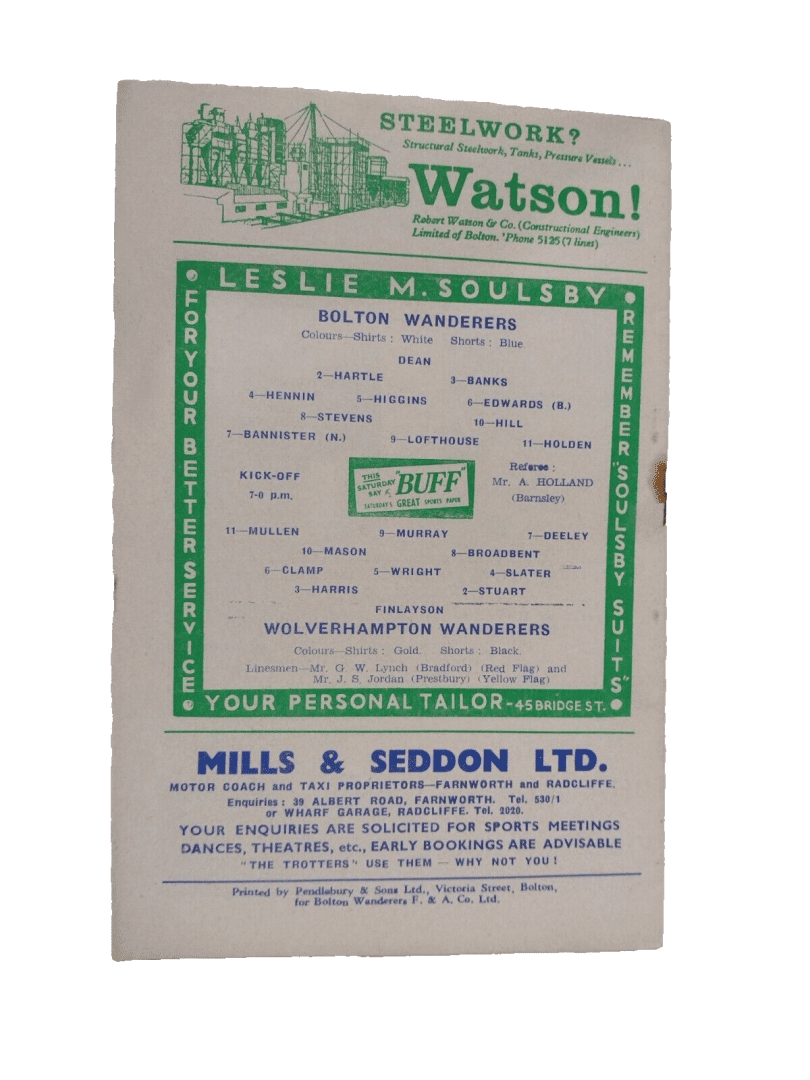 STEELWORK?
Structural Steelwork, Tanks, Pressure Vessels...
Watson!
Robert Watson & Co. (Constructional Engineers)
Limited of Bolton. 'Phone 5125 (7 lines)
LESLIE M. SOULSBY
FOR YOUR BETTER SERVICE
REMEMBER "SOULSBY SUITS"
BOLTON WANDERERS
Colours—Shirts : White Shorts : Blue
DEAN
2—HARTLE 3—BANKS
4—HENNIN 5—HIGGINS 6—EDWARDS (B.)
8—STEVENS 10—HILL
7—BANNISTER (N.) 9—LOFTHOUSE 11—HOLDEN
KICK-OFF
7-0 p.m.
THIS
SATURDAY
SAY
"BUFF"
SATURDAY'S GREAT SPORTS PAPER
Referee :
Mr. A. HOLLAND
(Barnsley)
11—MULLEN 9—MURRAY 7—DEELEY
10—MASON 8—BROADBENT
6—CLAMP 5—WRIGHT 4—SLATER
3—HARRIS 2—STUART
FINLAYSON
WOLVERHAMPTON WANDERERS
Colours—Shirts : Gold. Shorts : Black.
Linesmen—Mr. G. W. Lynch (Bradford) (Red Flag) and
Mr. J. S. Jordan (Prestbury) (Yellow Flag)
YOUR PERSONAL TAILOR-45 BRIDGE ST.
MILLS & SEDDON LTD.
MOTOR COACH and TAXI PROPRIETORS—FARNWORTH and RADCLIFFE.
Enquiries : 39 ALBERT ROAD, FARNWORTH. Tel. 530/1
or WHARF GARAGE, RADCLIFFE. Tel. 2020.
YOUR ENQUIRIES ARE SOLICITED FOR SPORTS MEETINGS
DANCES, THEATRES, etc., EARLY BOOKINGS ARE ADVISABLE
"THE TROTTERS" USE THEM — WHY NOT YOU!
Printed by Pendlebury & Sons Ltd., Victoria Street, Bolton,
for Bolton Wanderers F. & A. Co. Ltd.